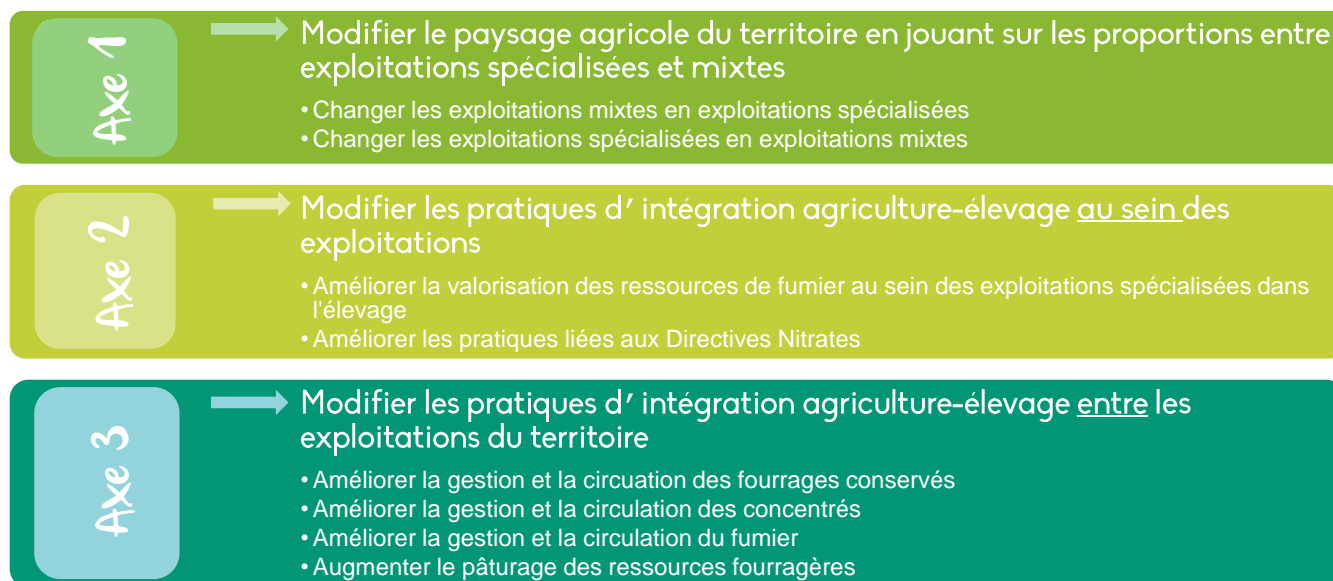 Axe 1
Modifier le paysage agricole du territoire en jouant sur les proportions entre
exploitations spécialisées et mixtes
• Changer les exploitations mixtes en exploitations spécialisées
• Changer les exploitations spécialisées en exploitations mixtes
Axe 2
Modifier les pratiques d’ intégration agriculture-élevage au sein des
exploitations
• Améliorer la valorisation des ressources de fumier au sein des exploitations spécialisées dans
l'élevage
• Améliorer les pratiques liées aux Directives Nitrates
Axe 3
Modifier les pratiques d’ intégration agriculture-élevage entre les
exploitations du territoire
• Améliorer la gestion et la circuation des fourrages conservés
• Améliorer la gestion et la circulation des concentrés
• Améliorer la gestion et la circulation du fumier
• Augmenter le pâturage des ressources fourragères